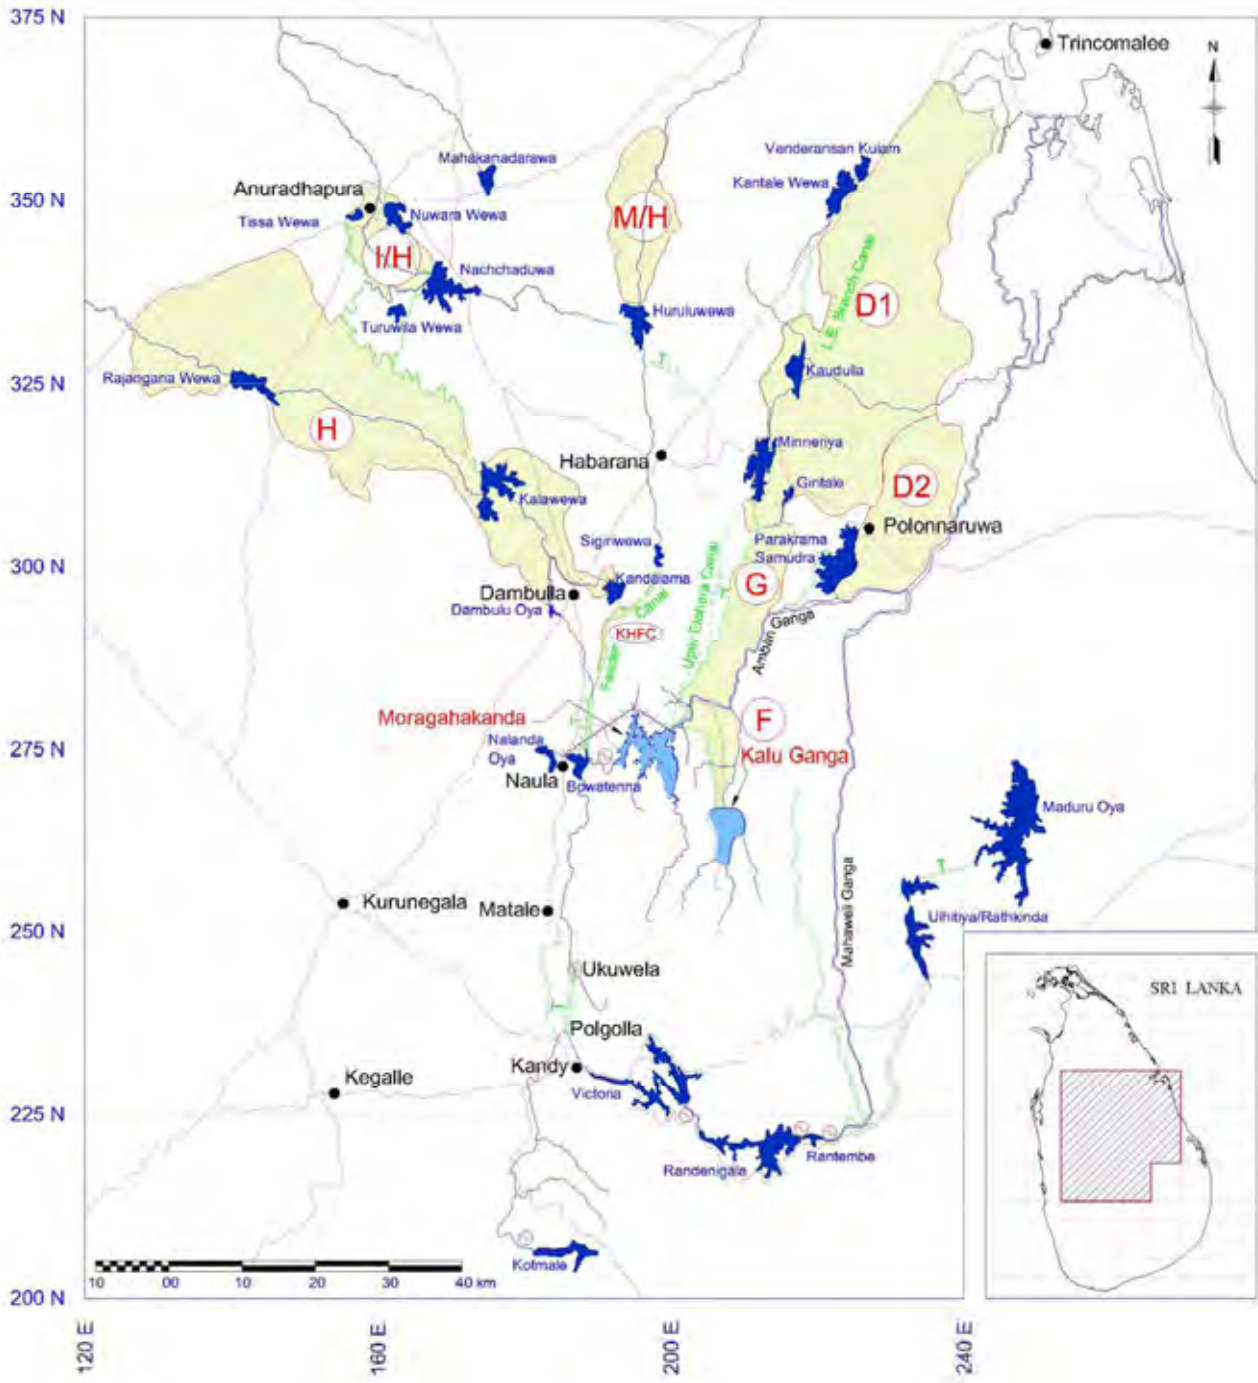 375 N
Trincomalee
N
Venderansan Kulam
Mahakanadarawa
Kantale Wewa
Anuradhapura
350 N
Tissa Wewa
Nuwara Wewa
M/H
I/H
Nachchaduwa
L.B. Branch Canal
D1
Huruluwewa
Turuwila Wewa
T
Kaudulla
325 N
Rajangana Wewa
H
Minneriya
Habarana
Giritale
D2
Kalawewa
Polonnaruwa
Parakrama
Samudra
Sigiriwewa
300 N
Kandalama
G
T
Dambulla
Dambulu Oya
Canal
KHFC
Feeder
Uper Elahera Canal
Amban Ganga
Moragahakanda
F
T
Nalanda
Oya
275 N
Kalu Ganga
Naula
Bowatenna
Maduru Oya
T
Mahaweli Ganga
Kurunegala
Matale
Ulhitiya/Rathkinda
250 N
Ukuwela
SRI LANKA
T
Polgolla
Kandy
Kegalle
Victoria
225 N
Randenigala
Rantembe
Kotmale
10 00 10 20 30 40 km
200 N
120 E
160 E
200 E
240 E